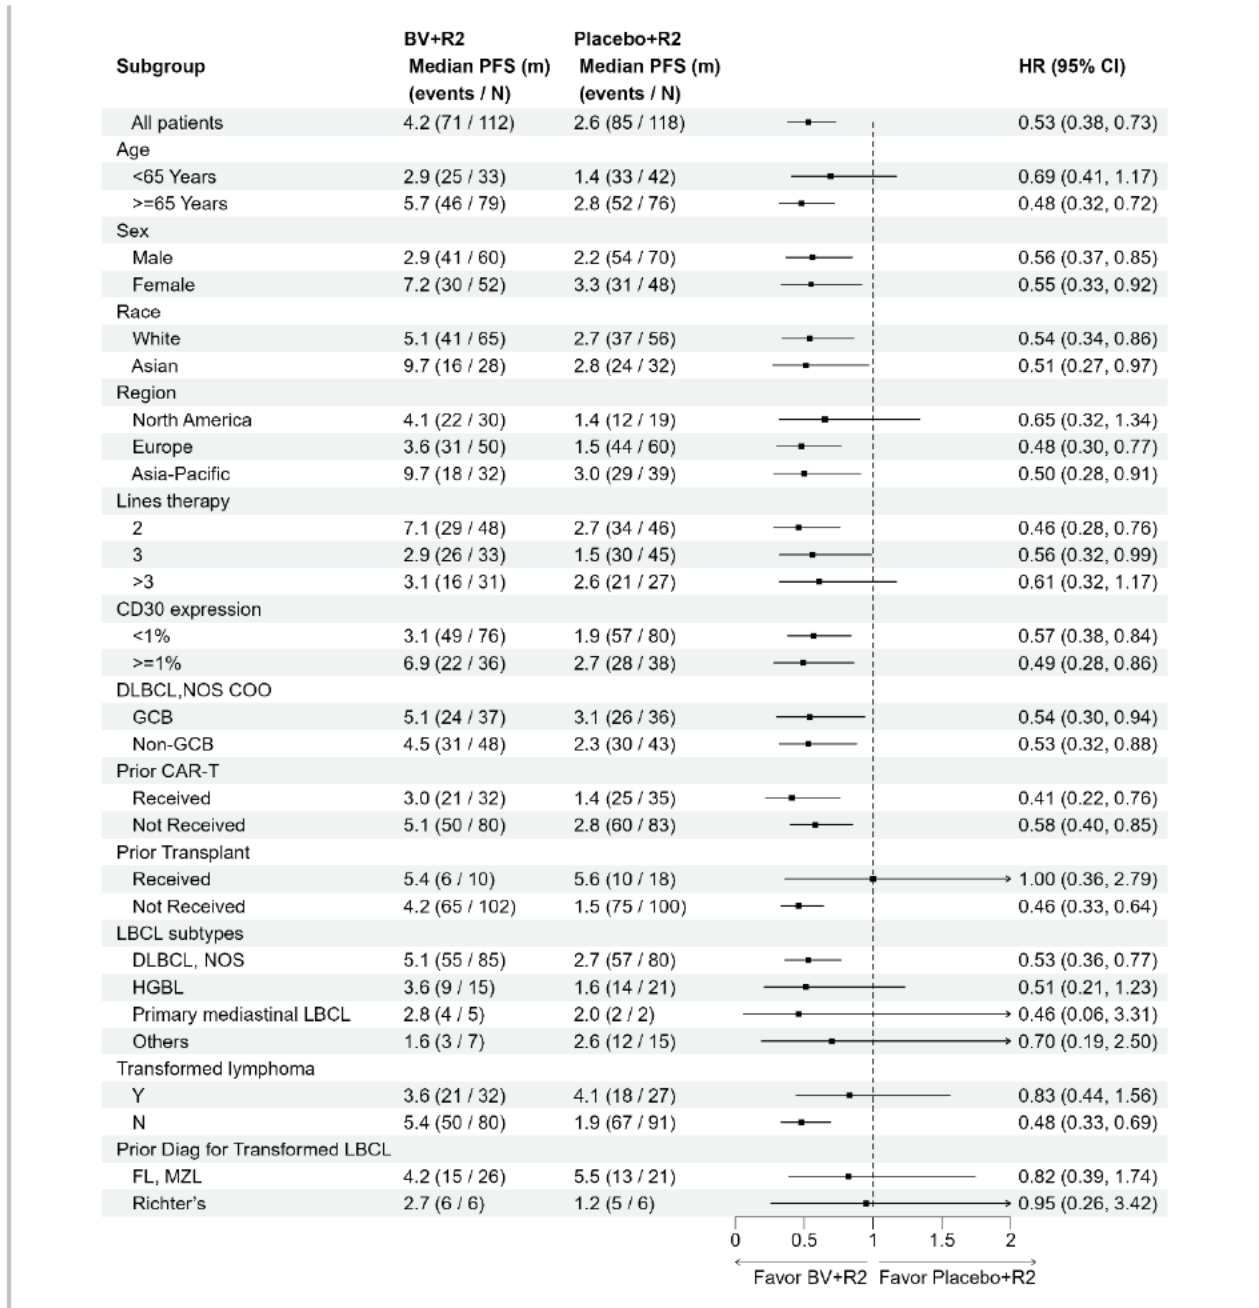 BV+R2 Placebo+R2
Subgroup Median PFS (m) Median PFS (m) HR (95% CI)
(events / N) (events / N)
All patients 4.2 (71 / 112) 2.6 (85 / 118) 0.53 (0.38, 0.73)
Age
<65 Years 2.9 (25 / 33) 1.4 (33 / 42) 0.69 (0.41, 1.17)
>=65 Years 5.7 (46 / 79) 2.8 (52 / 76) 0.48 (0.32, 0.72)
Sex
Male 2.9 (41 / 60) 2.2 (54 / 70) 0.56 (0.37, 0.85)
Female 7.2 (30 / 52) 3.3 (31 / 48) 0.55 (0.33, 0.92)
Race
White 5.1 (41 / 65) 2.7 (37 / 56) 0.54 (0.34, 0.86)
Asian 9.7 (16 / 28) 2.8 (24 / 32) 0.51 (0.27, 0.97)
Region
North America 4.1 (22 / 30) 1.4 (12 / 19) 0.65 (0.32, 1.34)
Europe 3.6 (31 / 50) 1.5 (44 / 60) 0.48 (0.30, 0.77)
Asia-Pacific 9.7 (18 / 32) 3.0 (29 / 39) 0.50 (0.28, 0.91)
Lines therapy
2 7.1 (29 / 48) 2.7 (34 / 46) 0.46 (0.28, 0.76)
3 2.9 (26 / 33) 1.5 (30 / 45) 0.56 (0.32, 0.99)
>3 3.1 (16 / 31) 2.6 (21 / 27) 0.61 (0.32, 1.17)
CD30 expression
<1% 3.1 (49 / 76) 1.9 (57 / 80) 0.57 (0.38, 0.84)
>=1% 6.9 (22 / 36) 2.7 (28 / 38) 0.49 (0.28, 0.86)
DLBCL,NOS COO
GCB 5.1 (24 / 37) 3.1 (26 / 36) 0.54 (0.30, 0.94)
Non-GCB 4.5 (31 / 48) 2.3 (30 / 43) 0.53 (0.32, 0.88)
Prior CAR-T
Received 3.0 (21 / 32) 1.4 (25 / 35) 0.41 (0.22, 0.76)
Not Received 5.1 (50 / 80) 2.8 (60 / 83) 0.58 (0.40, 0.85)
Prior Transplant
Received 5.4 (6 / 10) 5.6 (10 / 18) 1.00 (0.36, 2.79)
Not Received 4.2 (65 / 102) 1.5 (75 / 100) 0.46 (0.33, 0.64)
LBCL subtypes
DLBCL, NOS 5.1 (55 / 85) 2.7 (57 / 80) 0.53 (0.36, 0.77)
HGBL 3.6 (9 / 15) 1.6 (14 / 21) 0.51 (0.21, 1.23)
Primary mediastinal LBCL 2.8 (4 / 5) 2.0 (2 / 2) 0.46 (0.06, 3.31)
Others 1.6 (3 / 7) 2.6 (12 / 15) 0.70 (0.19, 2.50)
Transformed lymphoma
Y 3.6 (21 / 32) 4.1 (18 / 27) 0.83 (0.44, 1.56)
N 5.4 (50 / 80) 1.9 (67 / 91) 0.48 (0.33, 0.69)
Prior Diag for Transformed LBCL
FL, MZL 4.2 (15 / 26) 5.5 (13 / 21) 0.82 (0.39, 1.74)
Richter's 2.7 (6 / 6) 1.2 (5 / 6) 0.95 (0.26, 3.42)
0 0.5 1 1.5 2
Favor BV+R2 Favor Placebo+R2